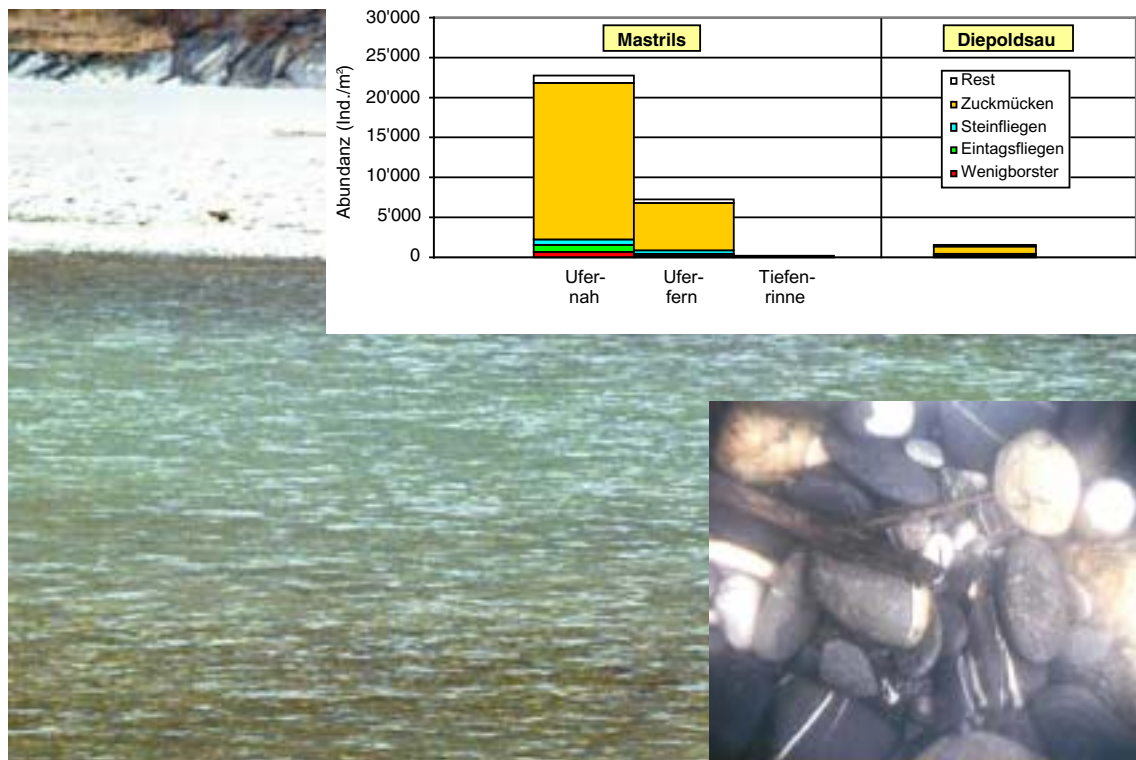 30'000
25'000
20'000
15'000
10'000
5'000
0
Abundanz (Ind./m²)
Mastrils
Diepoldsau
Rest
Zuckmücken
Steinfliegen
Eintagsfliegen
Wenigborster
Ufer-
nah
Ufer-
fern
Tiefen-
rinne